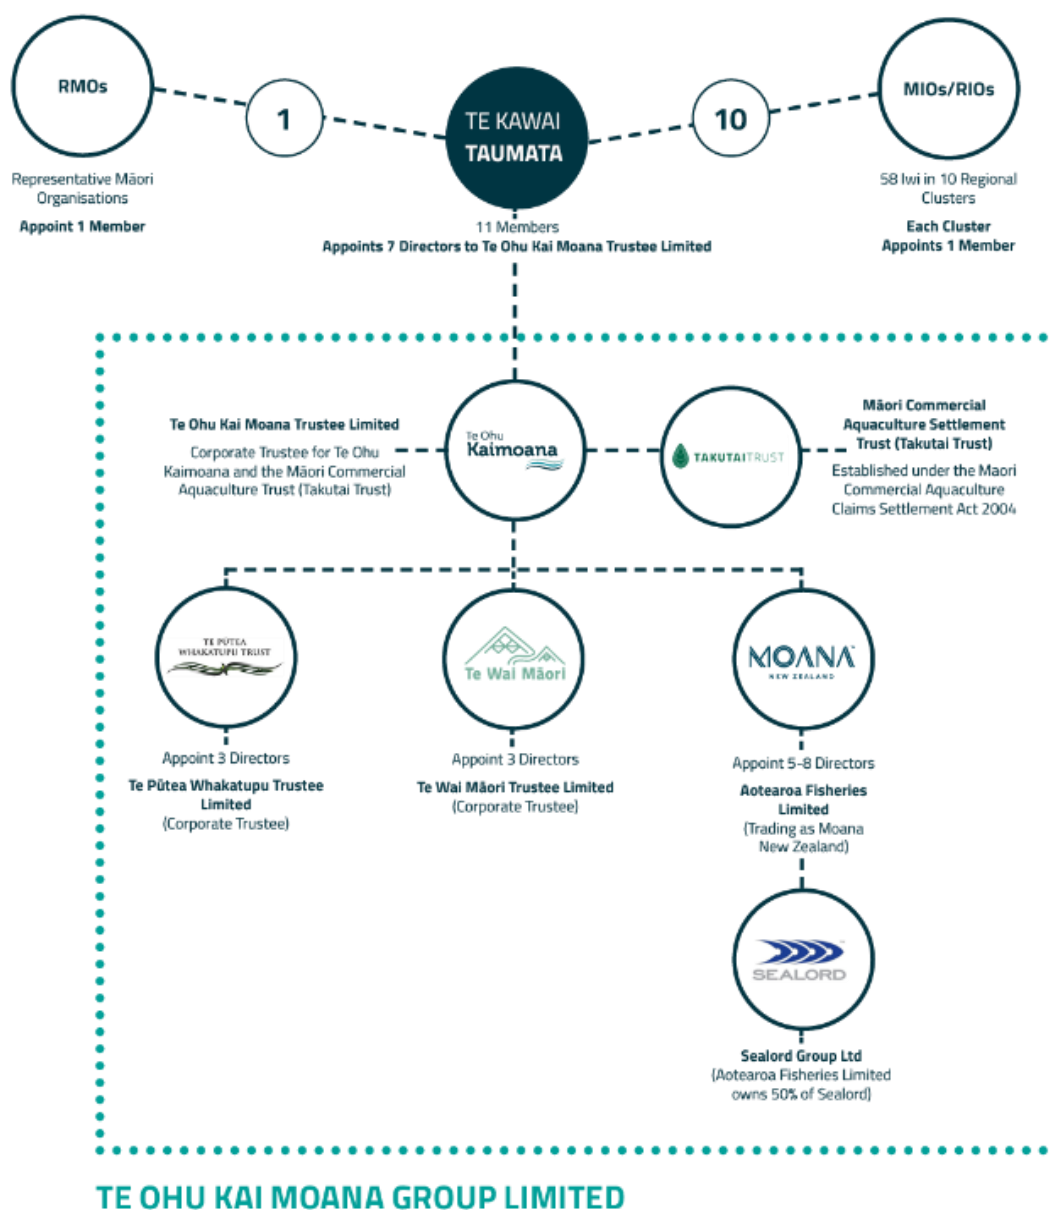 RMOs
1
TE KAWAI
TAUMATA
10
MIOs/RIOs
Representative Māori
Organisations
Appoint 1 Member
11 Members
Appoints 7 Directors to Te Ohu Kai Moana Trustee Limited
58 Iwi in 10 Regional
Clusters
Each Cluster
Appoints 1 Member
Te Ohu Kai Moana Trustee Limited
Corporate Trustee for Te Ohu
Kaimoana and the Māori Commercial
Aquaculture Trust (Takutai Trust)
Te Ohu
Kaimoana
TAKUTAITRUST
Māori Commercial
Aquaculture Settlement
Trust (Takutai Trust)
Established under the Maori
Commercial Aquaculture
Claims Settlement Act 2004
TE PŪTEA
WHAKATUPU TRUST
Te Wai Māori
MOANA
NEW ZEALAND
Appoint 3 Directors
Te Pūtea Whakatupu Trustee
Limited
(Corporate Trustee)
Appoint 3 Directors
Te Wai Māori Trustee Limited
(Corporate Trustee)
Appoint 5-8 Directors
Aotearoa Fisheries
Limited
(Trading as Moana
New Zealand)
SEALORD
Sealord Group Ltd
(Aotearoa Fisheries Limited
owns 50% of Sealord)
TE OHU KAI MOANA GROUP LIMITED